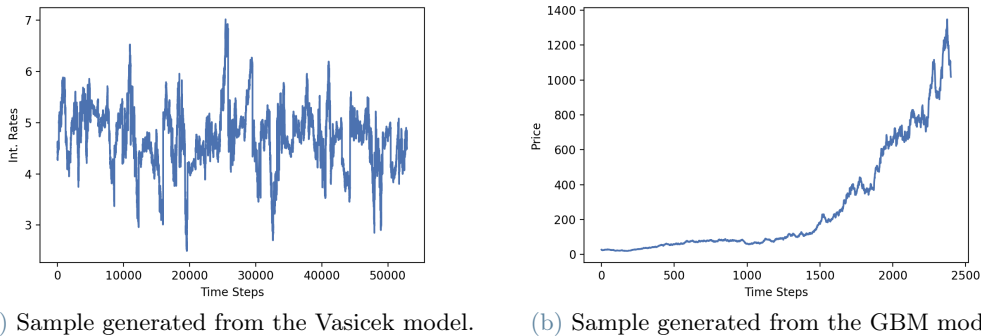 7
6
5
4
3
Int. Rates
0 10000 20000 30000 40000 50000
Time Steps
) Sample generated from the Vasicek model.
1400
1200
1000
800
600
400
200
0
Price
0 500 1000 1500 2000 2500
Time Steps
(b) Sample generated from the GBM mod